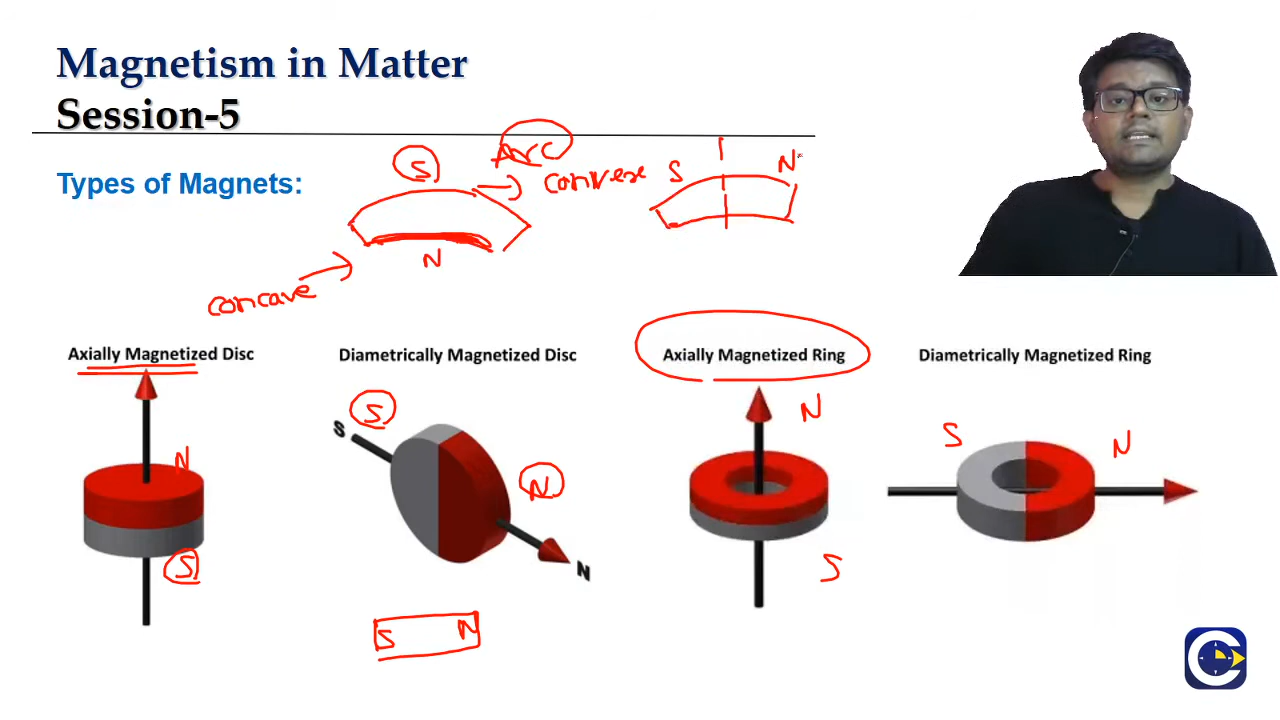 Magnetism in Matter
Session-5
Types of Magnets:
S
Arc
convexe
S
N
N
concave
Axially Magnetized Disc
Diametrically Magnetized Disc
Axially Magnetized Ring
Diametrically Magnetized Ring
N
S
S
S
N
N
S N
N
S
S
N